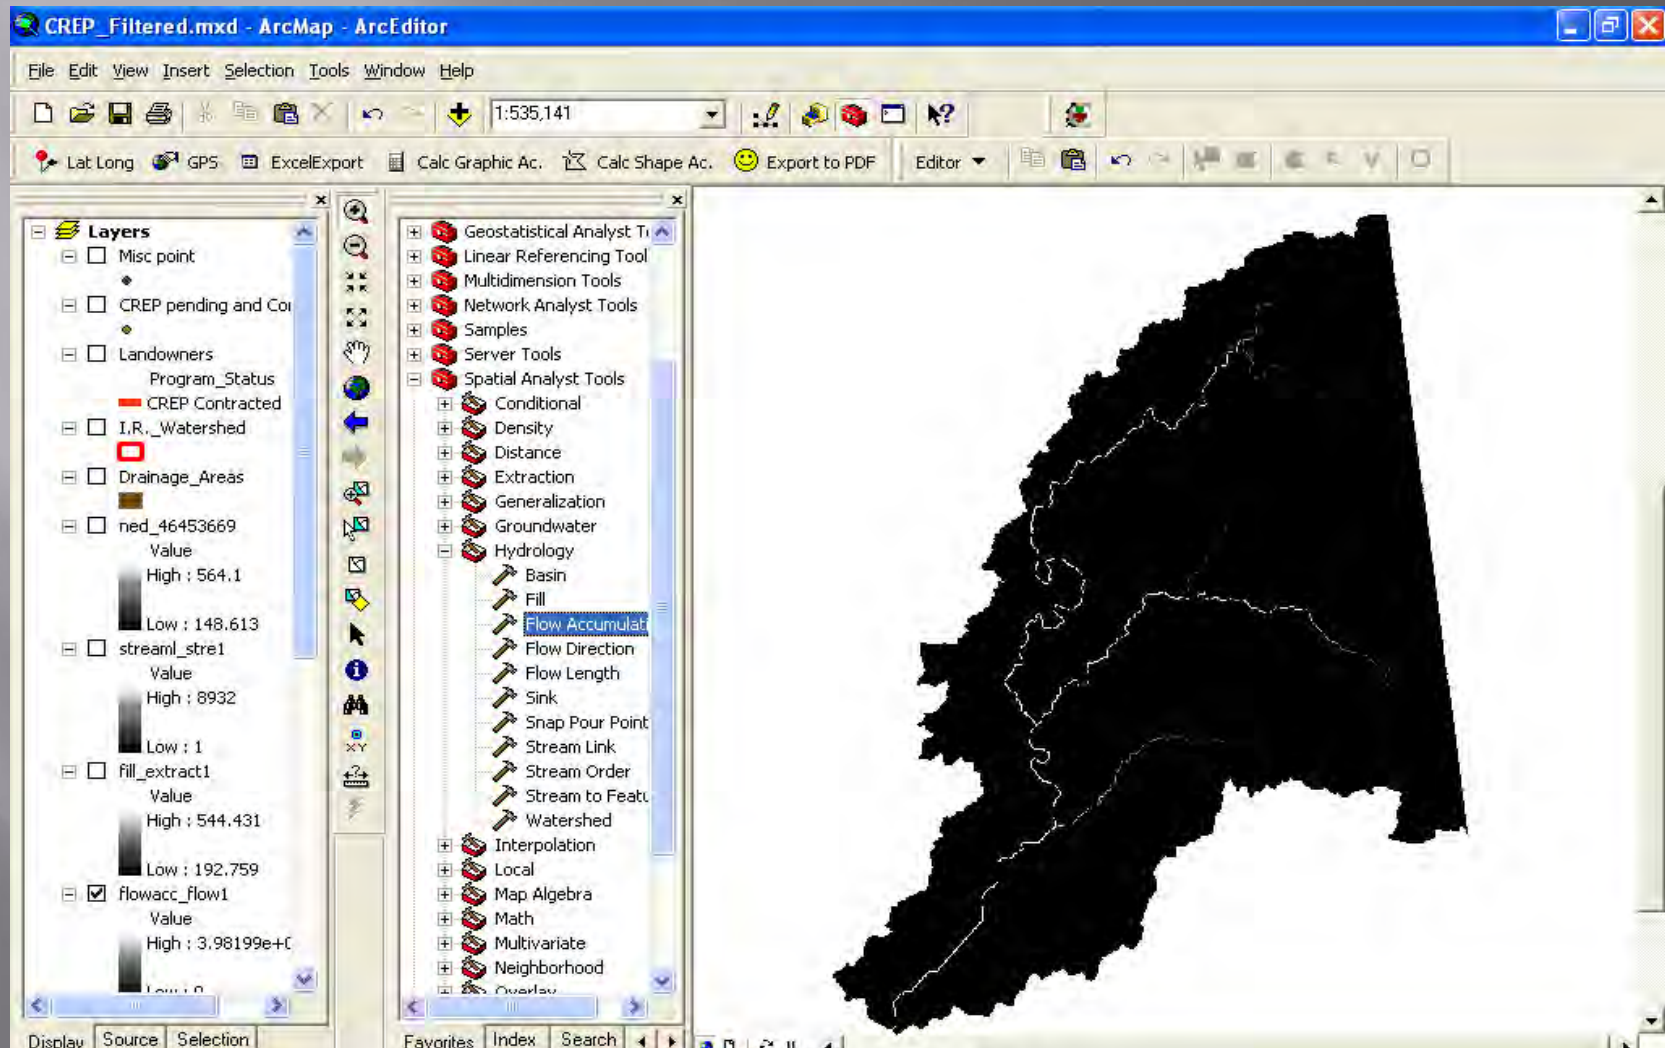 CREP_Filtered.mxd - ArcMap - ArcEditor
File Edit View Insert Selection Tools Window Help
1:535,141
Lat Long GPS ExcelExport Calc Graphic Ac. Calc Shape Ac. Export to PDF Editor
Layers
Misc point
CREP pending and Co
Landowners
Program_Status
CREP Contracted
I.R._Watershed
Drainage_Areas
ned_46453669
Value
High : 564.1
Low : 148.613
streaml_stre1
Value
High : 8932
Low : 1
fill_extract1
Value
High : 544.431
Low : 192.759
flowacc_flow1
Value
High : 3.98199e+0
Low : 0
Display Source Selection
Geostatistical Analyst T
Linear Referencing Tool
Multidimension Tools
Network Analyst Tools
Samples
Server Tools
Spatial Analyst Tools
Conditional
Density
Distance
Extraction
Generalization
Groundwater
Hydrology
Basin
Fill
Flow Accumulati
Flow Direction
Flow Length
Sink
Snap Pour Point
Stream Link
Stream Order
Stream to Featu
Watershed
Interpolation
Local
Map Algebra
Math
Multivariate
Neighborhood
Overlay
Favorites Index Search
XY